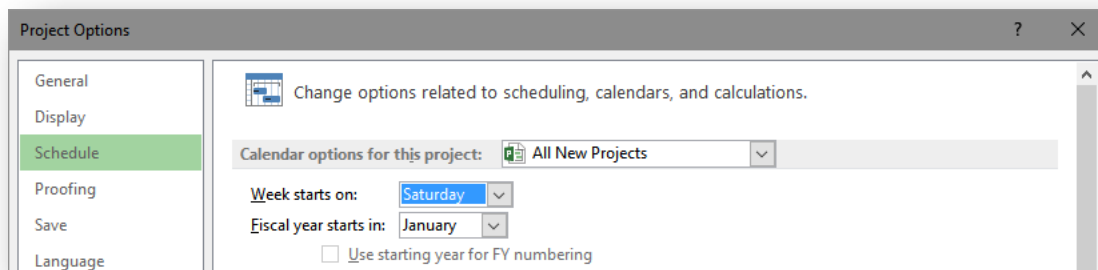 Project Options
?
General
Display
Schedule
Proofing
Save
Language
Change options related to scheduling, calendars, and calculations.
Calendar options for this project: All New Projects
Week starts on: Saturday
Fiscal year starts in: January
Use starting year for FY numbering